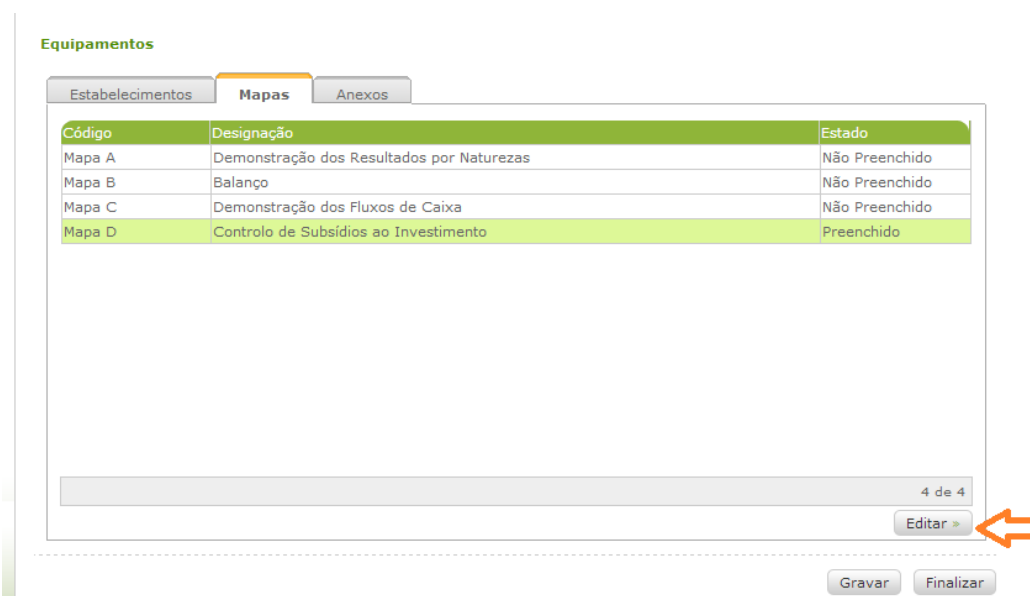 Equipamentos
Estabelecimentos Mapas Anexos
Código Designação Estado
Mapa A Demonstração dos Resultados por Naturezas Não Preenchido
Mapa B Balanço Não Preenchido
Mapa C Demonstração dos Fluxos de Caixa Não Preenchido
Mapa D Controlo de Subsídios ao Investimento Preenchido
4 de 4
Editar »
Gravar Finalizar